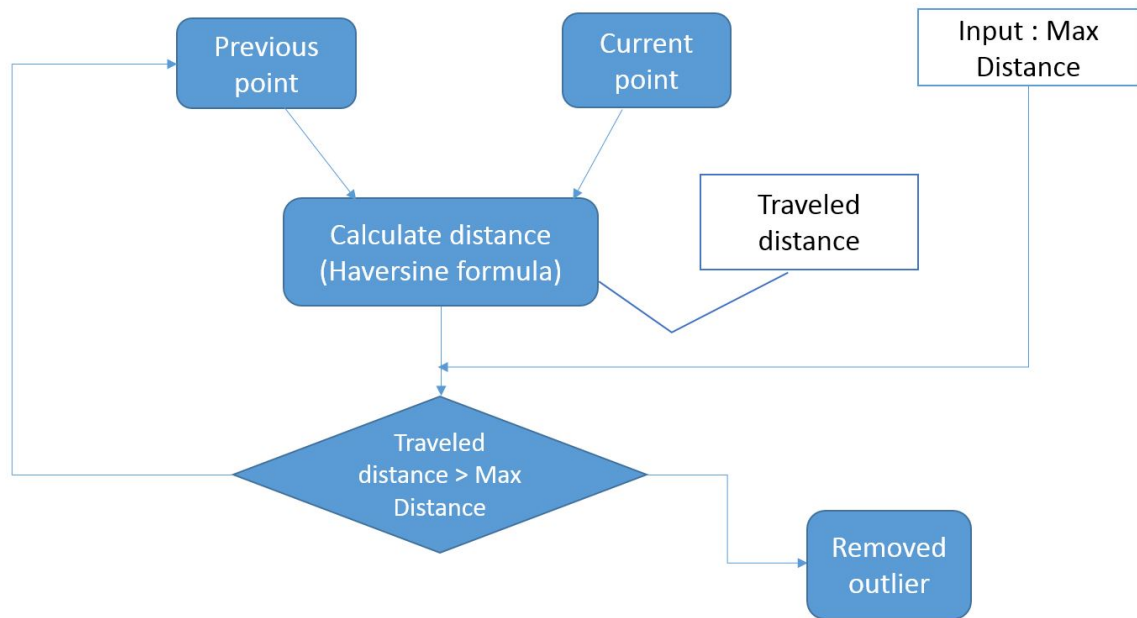 Previous
point
Current
point
Input : Max
Distance
Calculate distance
(Haversine formula)
Traveled
distance
Traveled
distance > Max
Distance
Removed
outlier